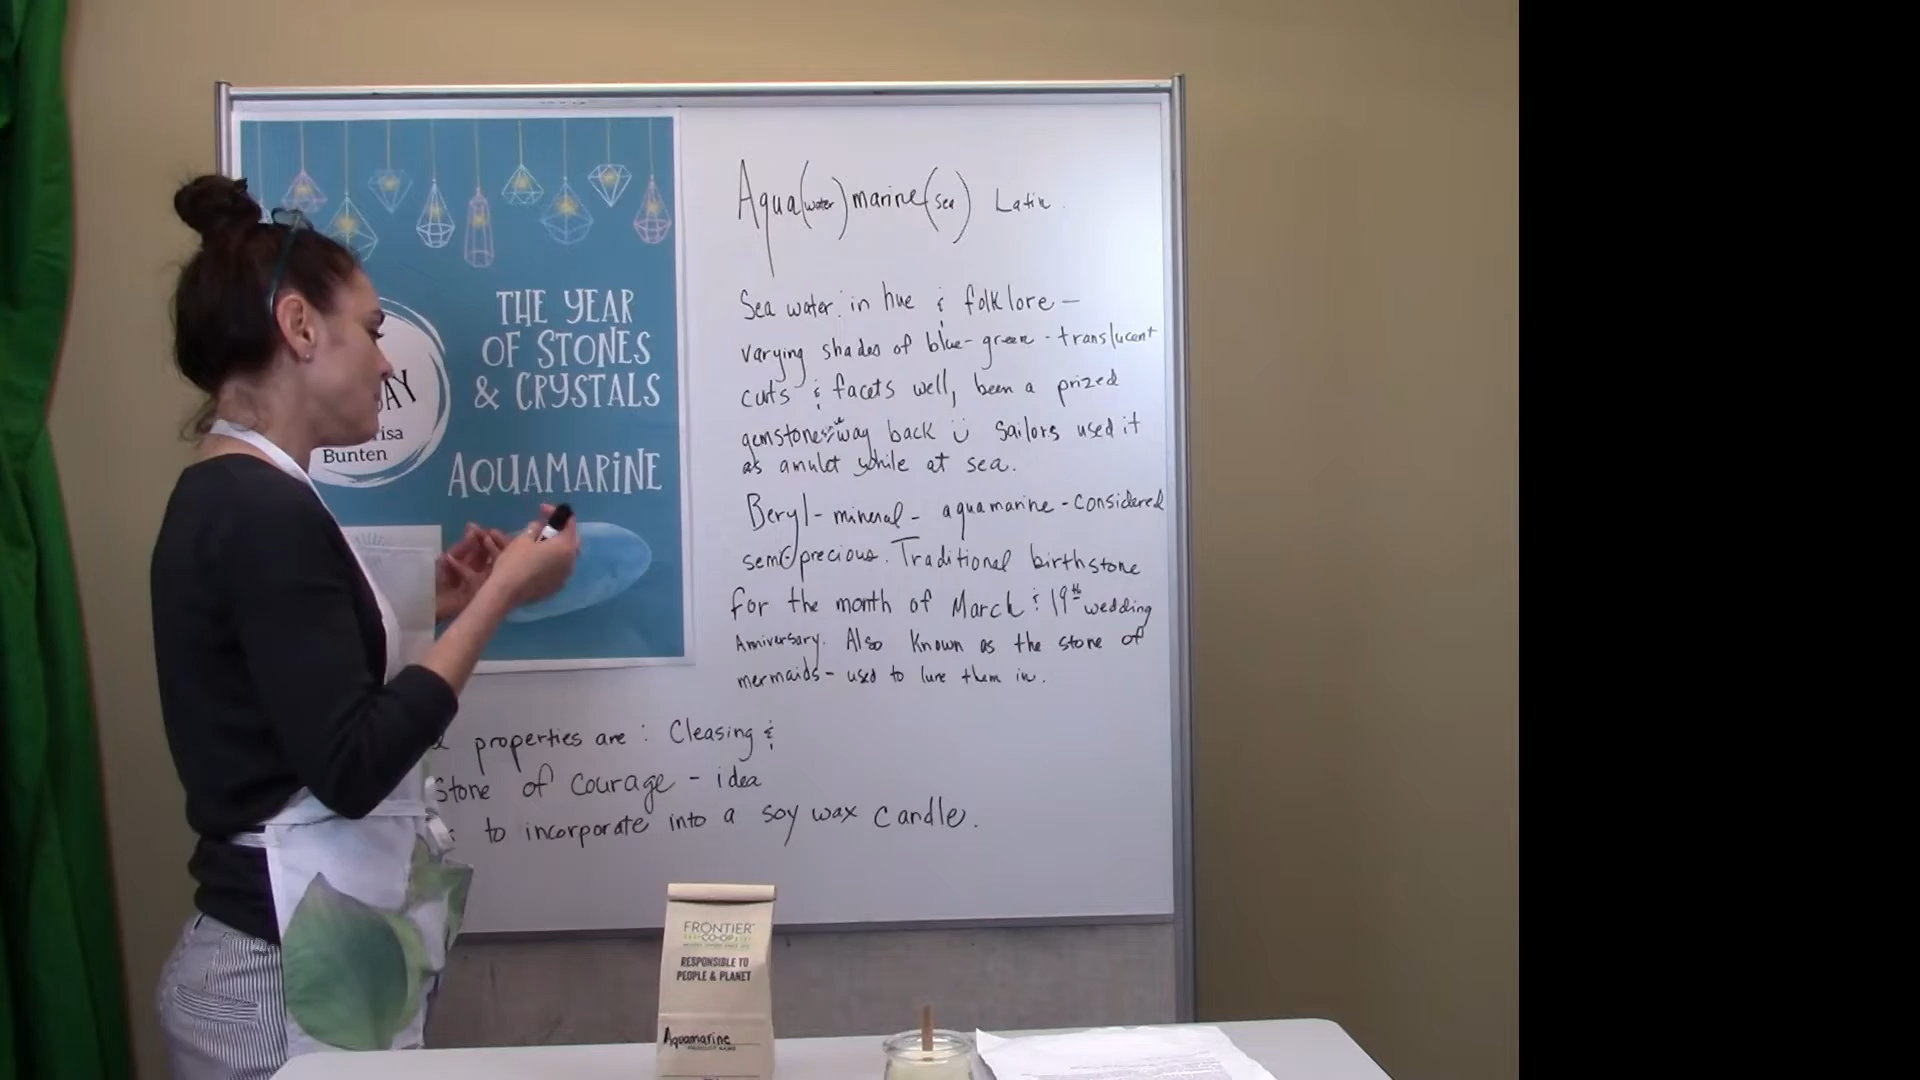 Aqua(water)marine(sea) Latin.
THE YEAR
OF STONES
& CRYSTALS
Bunten
AQUAMARINE
Sea water: in hue & folklore -
varying shades of blue-green - translucent
cuts & facets well, been a prized
gemstone way back Sailors used it
as amulet while at sea.
Beryl - mineral - aquamarine - considered
semi-precious. Traditional birthstone
for the month of March & 19th wedding
Anniversary. Also Known as the stone of
mermaids - used to lure them in.
properties are: Cleasing &
Stone of Courage - idea
to incorporate into a soy wax candle.
FRONTIER
CO-OP
RESPONSIBLE TO
PEOPLE & PLANET
Aquamarine
PRODUCT NAME